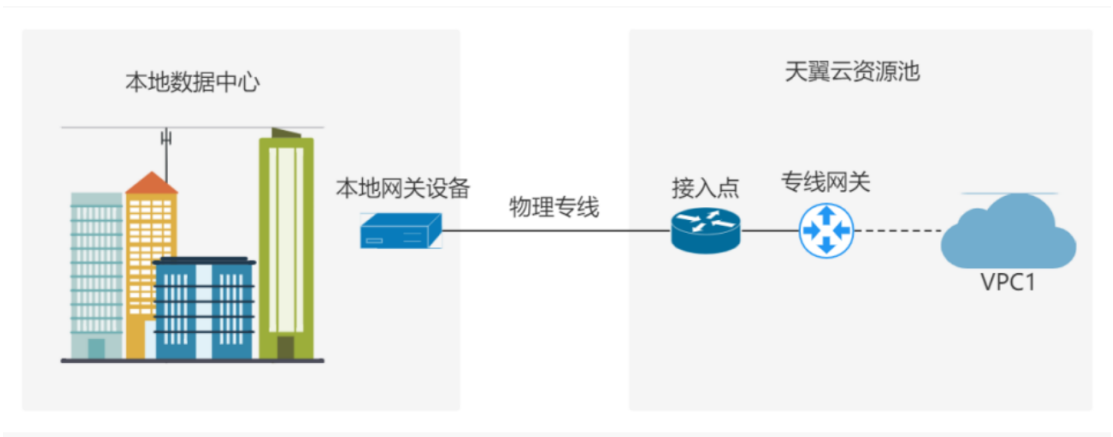 本地数据中心
本地网关设备
物理专线
天翼云资源池
接入点
专线网关
VPC1